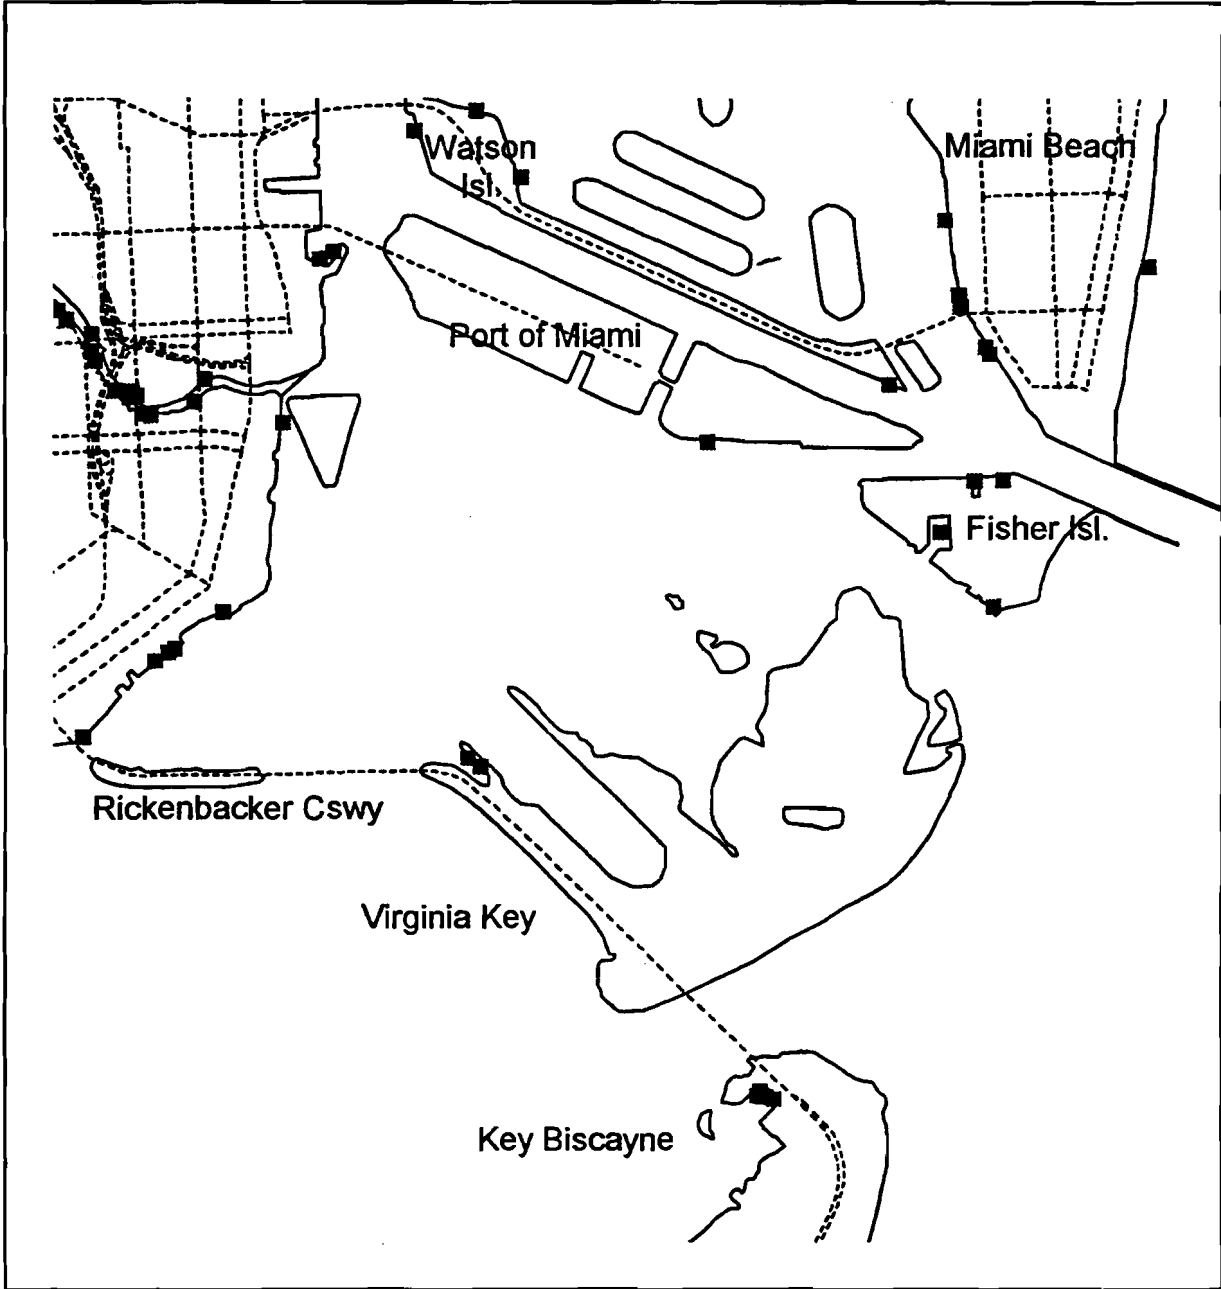 Watson
Isl.
Miami Beach
Port of Miami
Fisher Isl.
Rickenbacker Cswy
Virginia Key
Key Biscayne